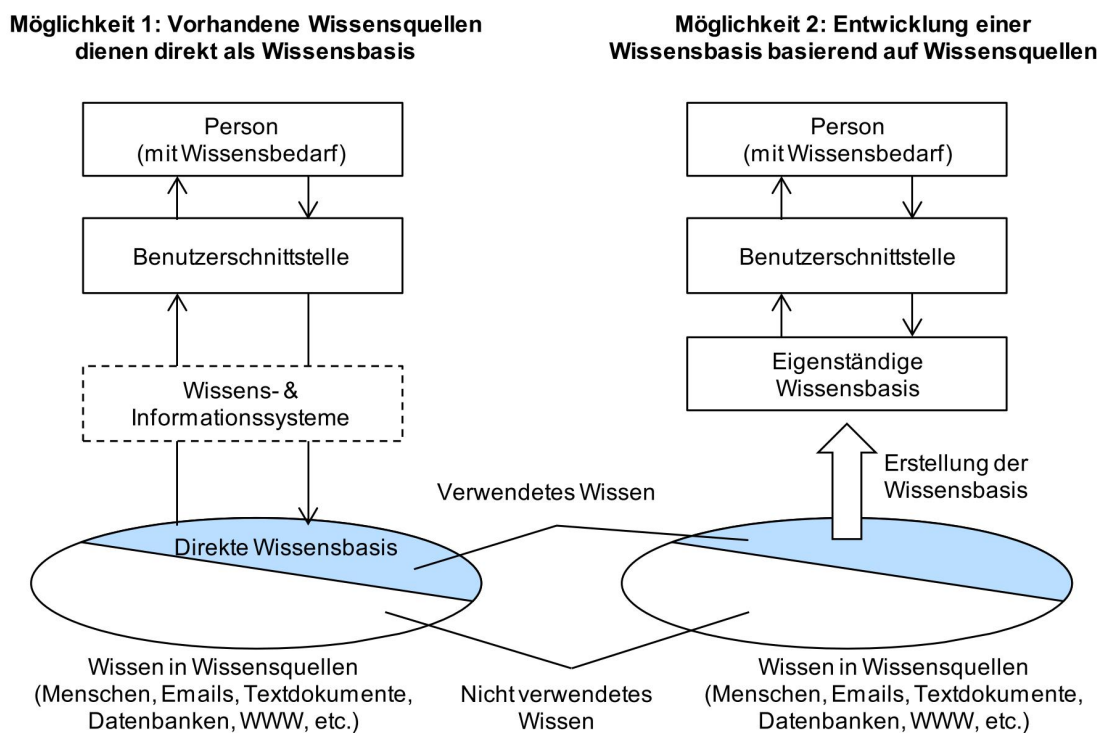 Möglichkeit 1: Vorhandene Wissensquellen
dienen direkt als Wissensbasis
Person
(mit Wissensbedarf)
Benutzerschnittstelle
Wissens- &
Informationssysteme
Direkte Wissensbasis
Wissen in Wissensquellen
(Menschen, Emails, Textdokumente,
Datenbanken, WWW, etc.)
Verwendetes Wissen
Nicht verwendetes
Wissen
Möglichkeit 2: Entwicklung einer
Wissensbasis basierend auf Wissensquellen
Person
(mit Wissensbedarf)
Benutzerschnittstelle
Eigenständige
Wissensbasis
Erstellung der
Wissensbasis
Wissen in Wissensquellen
(Menschen, Emails, Textdokumente,
Datenbanken, WWW, etc.)